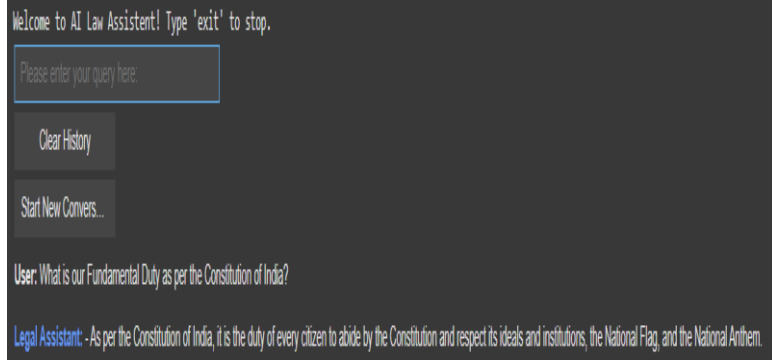 Welcome to AI Law Assistent! Type 'exit' to stop.
Please enter your query here:
Clear History
Start New Convers...
User: What is our Fundamental Duty as per the Constitution of India?
Legal Assistant: - As per the Constitution of India, it is the duty of every citizen to abide by the Constitution and respect its ideals and institutions, the National Flag, and the National Anthem.